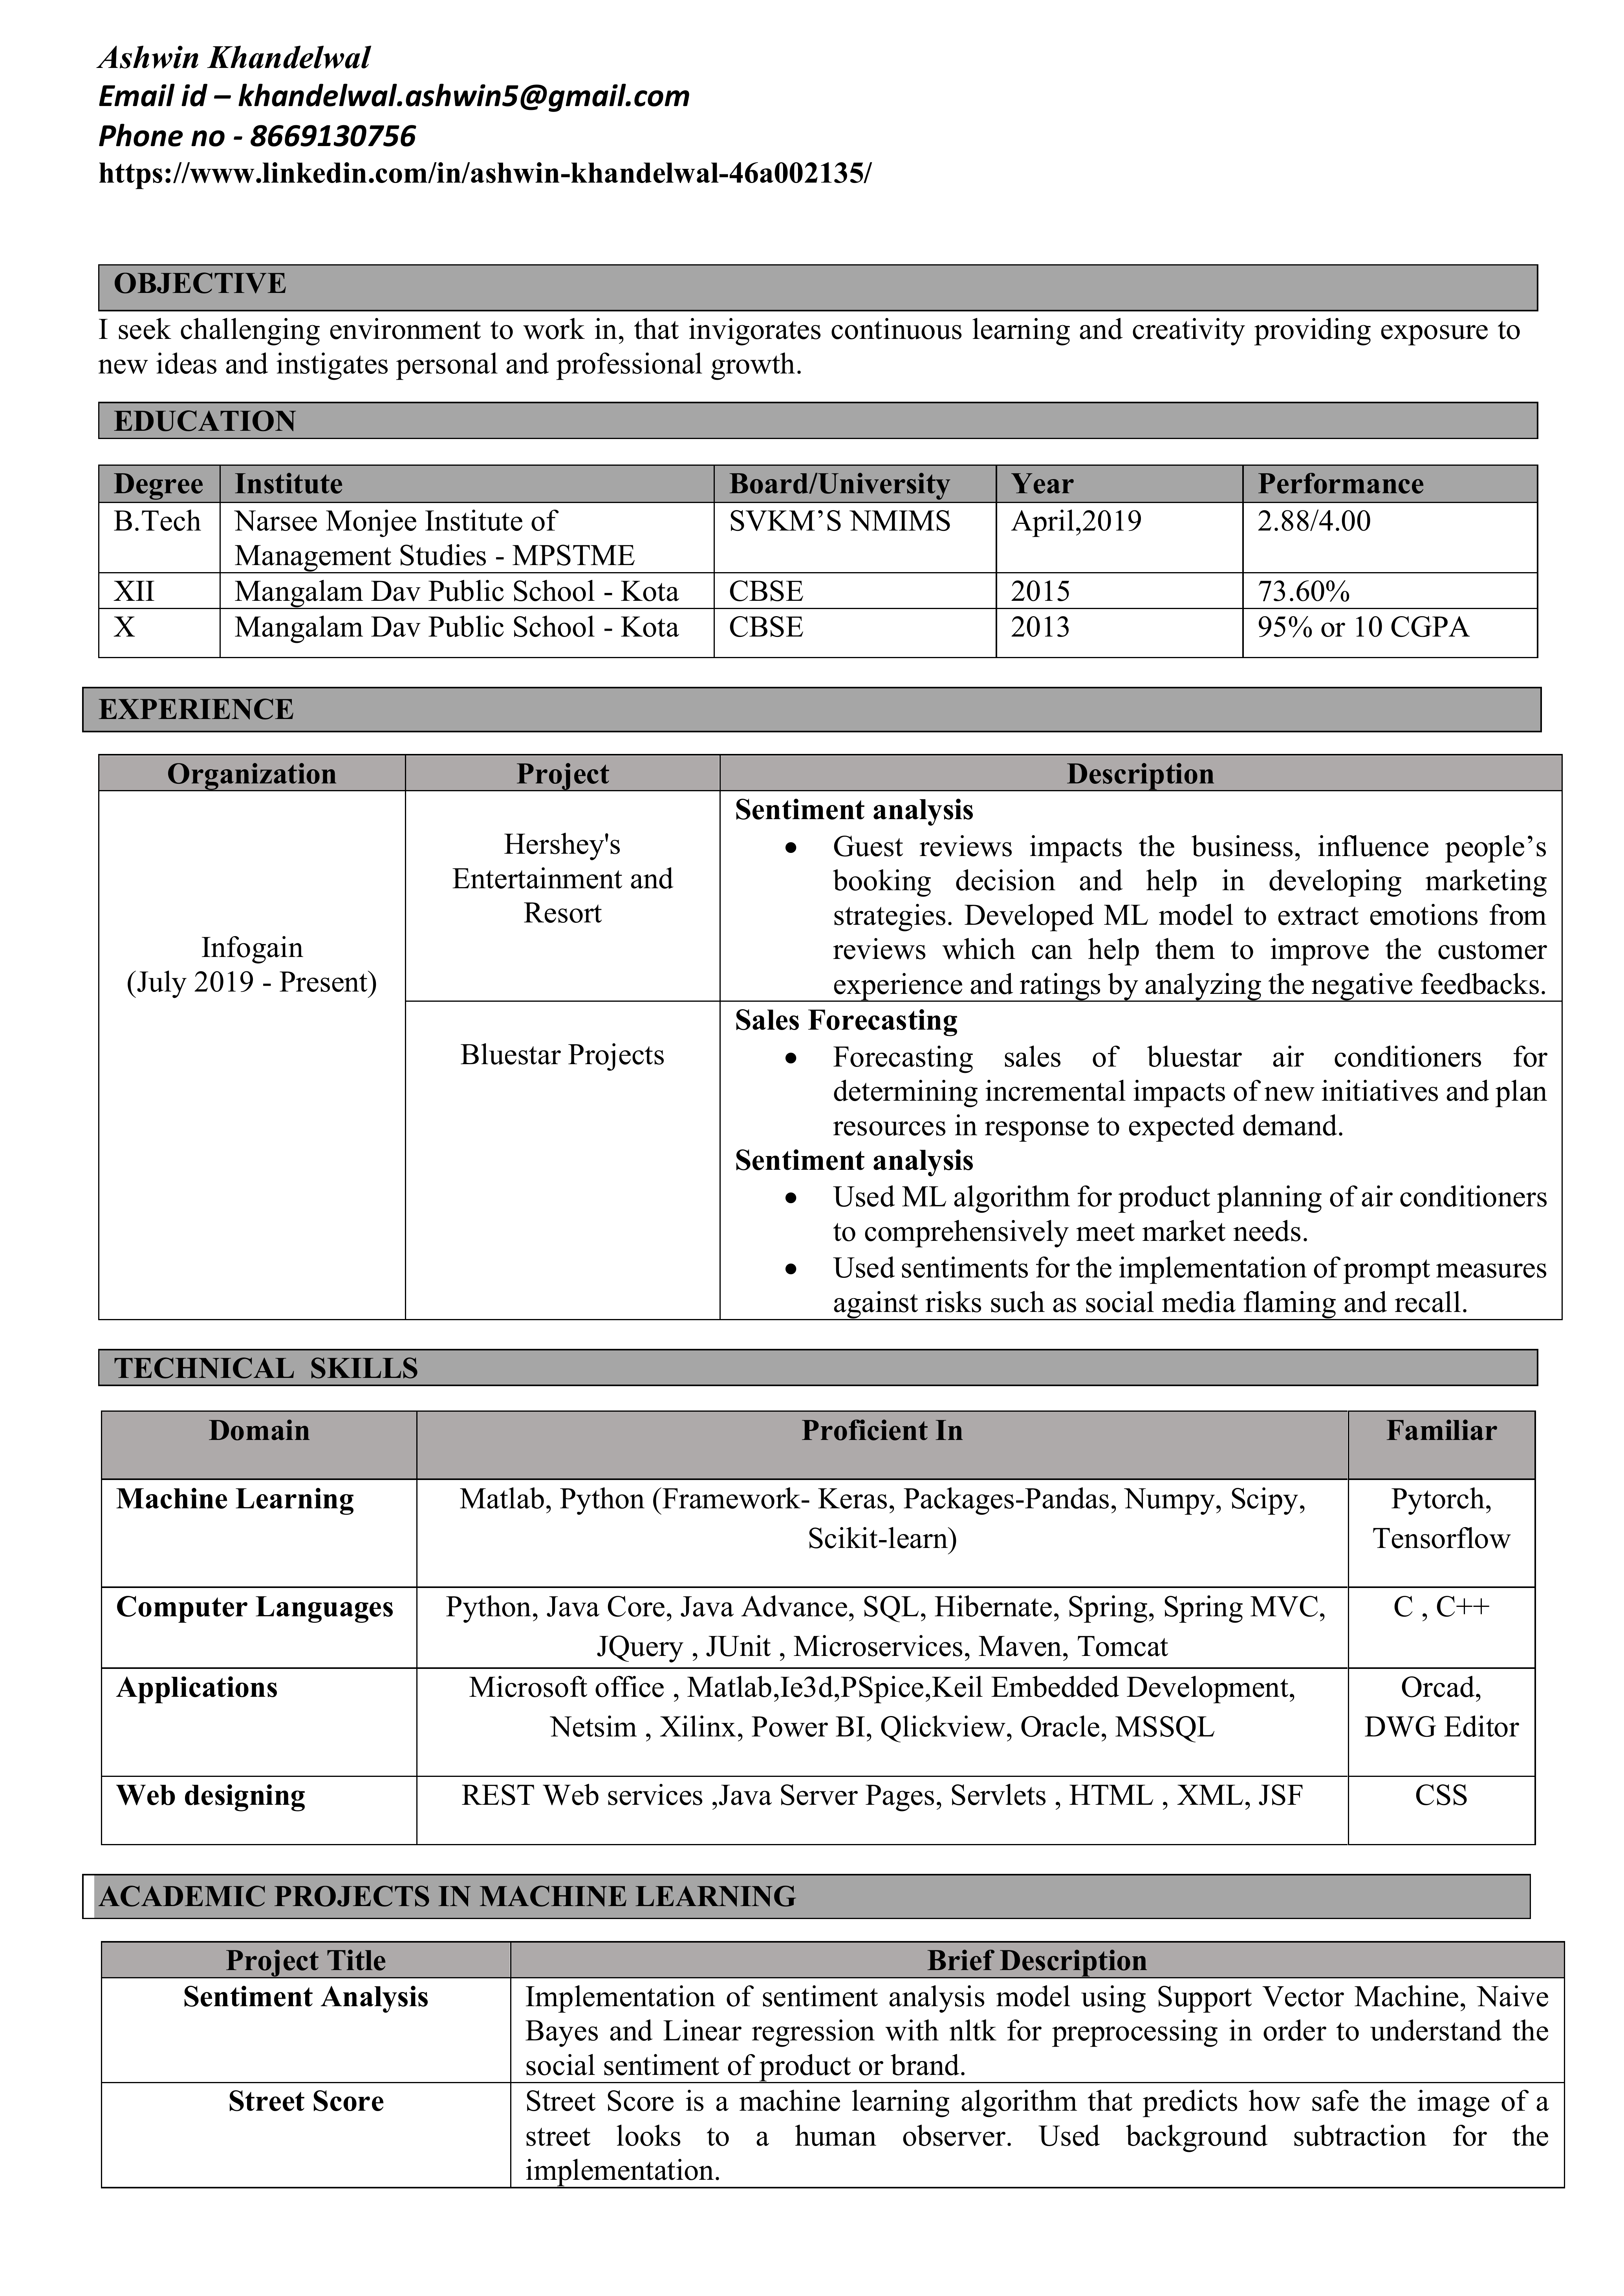 Ashwin Khandelwal
Email id – khandelwal.ashwin5@gmail.com
Phone no - 8669130756
https://www.linkedin.com/in/ashwin-khandelwal-46a002135/
OBJECTIVE
I seek challenging environment to work in, that invigorates continuous learning and creativity providing exposure to
new ideas and instigates personal and professional growth.
EDUCATION
Degree Institute Board/University Year Performance
B.Tech Narsee Monjee Institute of SVKM’S NMIMS April,2019 2.88/4.00
Management Studies - MPSTME
XII Mangalam Dav Public School - Kota CBSE 2015 73.60%
X Mangalam Dav Public School - Kota CBSE 2013 95% or 10 CGPA
EXPERIENCE
Organization Project Description
Infogain
(July 2019 - Present)
Hershey's
Entertainment and
Resort
Sentiment analysis
• Guest reviews impacts the business, influence people’s
booking decision and help in developing marketing
strategies. Developed ML model to extract emotions from
reviews which can help them to improve the customer
experience and ratings by analyzing the negative feedbacks.
Bluestar Projects
Sales Forecasting
• Forecasting sales of bluestar air conditioners for
determining incremental impacts of new initiatives and plan
resources in response to expected demand.
Sentiment analysis
• Used ML algorithm for product planning of air conditioners
to comprehensively meet market needs.
• Used sentiments for the implementation of prompt measures
against risks such as social media flaming and recall.
TECHNICAL SKILLS
Domain Proficient In Familiar
Machine Learning Matlab, Python (Framework- Keras, Packages-Pandas, Numpy, Scipy, Pytorch,
Scikit-learn) Tensorflow
Computer Languages Python, Java Core, Java Advance, SQL, Hibernate, Spring, Spring MVC, C , C++
JQuery , JUnit , Microservices, Maven, Tomcat
Applications Microsoft office , Matlab,Ie3d,PSpice,Keil Embedded Development, Orcad,
Netsim , Xilinx, Power BI, Qlickview, Oracle, MSSQL DWG Editor
Web designing REST Web services ,Java Server Pages, Servlets , HTML , XML, JSF CSS
ACADEMIC PROJECTS IN MACHINE LEARNING
Project Title Brief Description
Sentiment Analysis Implementation of sentiment analysis model using Support Vector Machine, Naive
Bayes and Linear regression with nltk for preprocessing in order to understand the
social sentiment of product or brand.
Street Score Street Score is a machine learning algorithm that predicts how safe the image of a
street looks to a human observer. Used background subtraction for the
implementation.